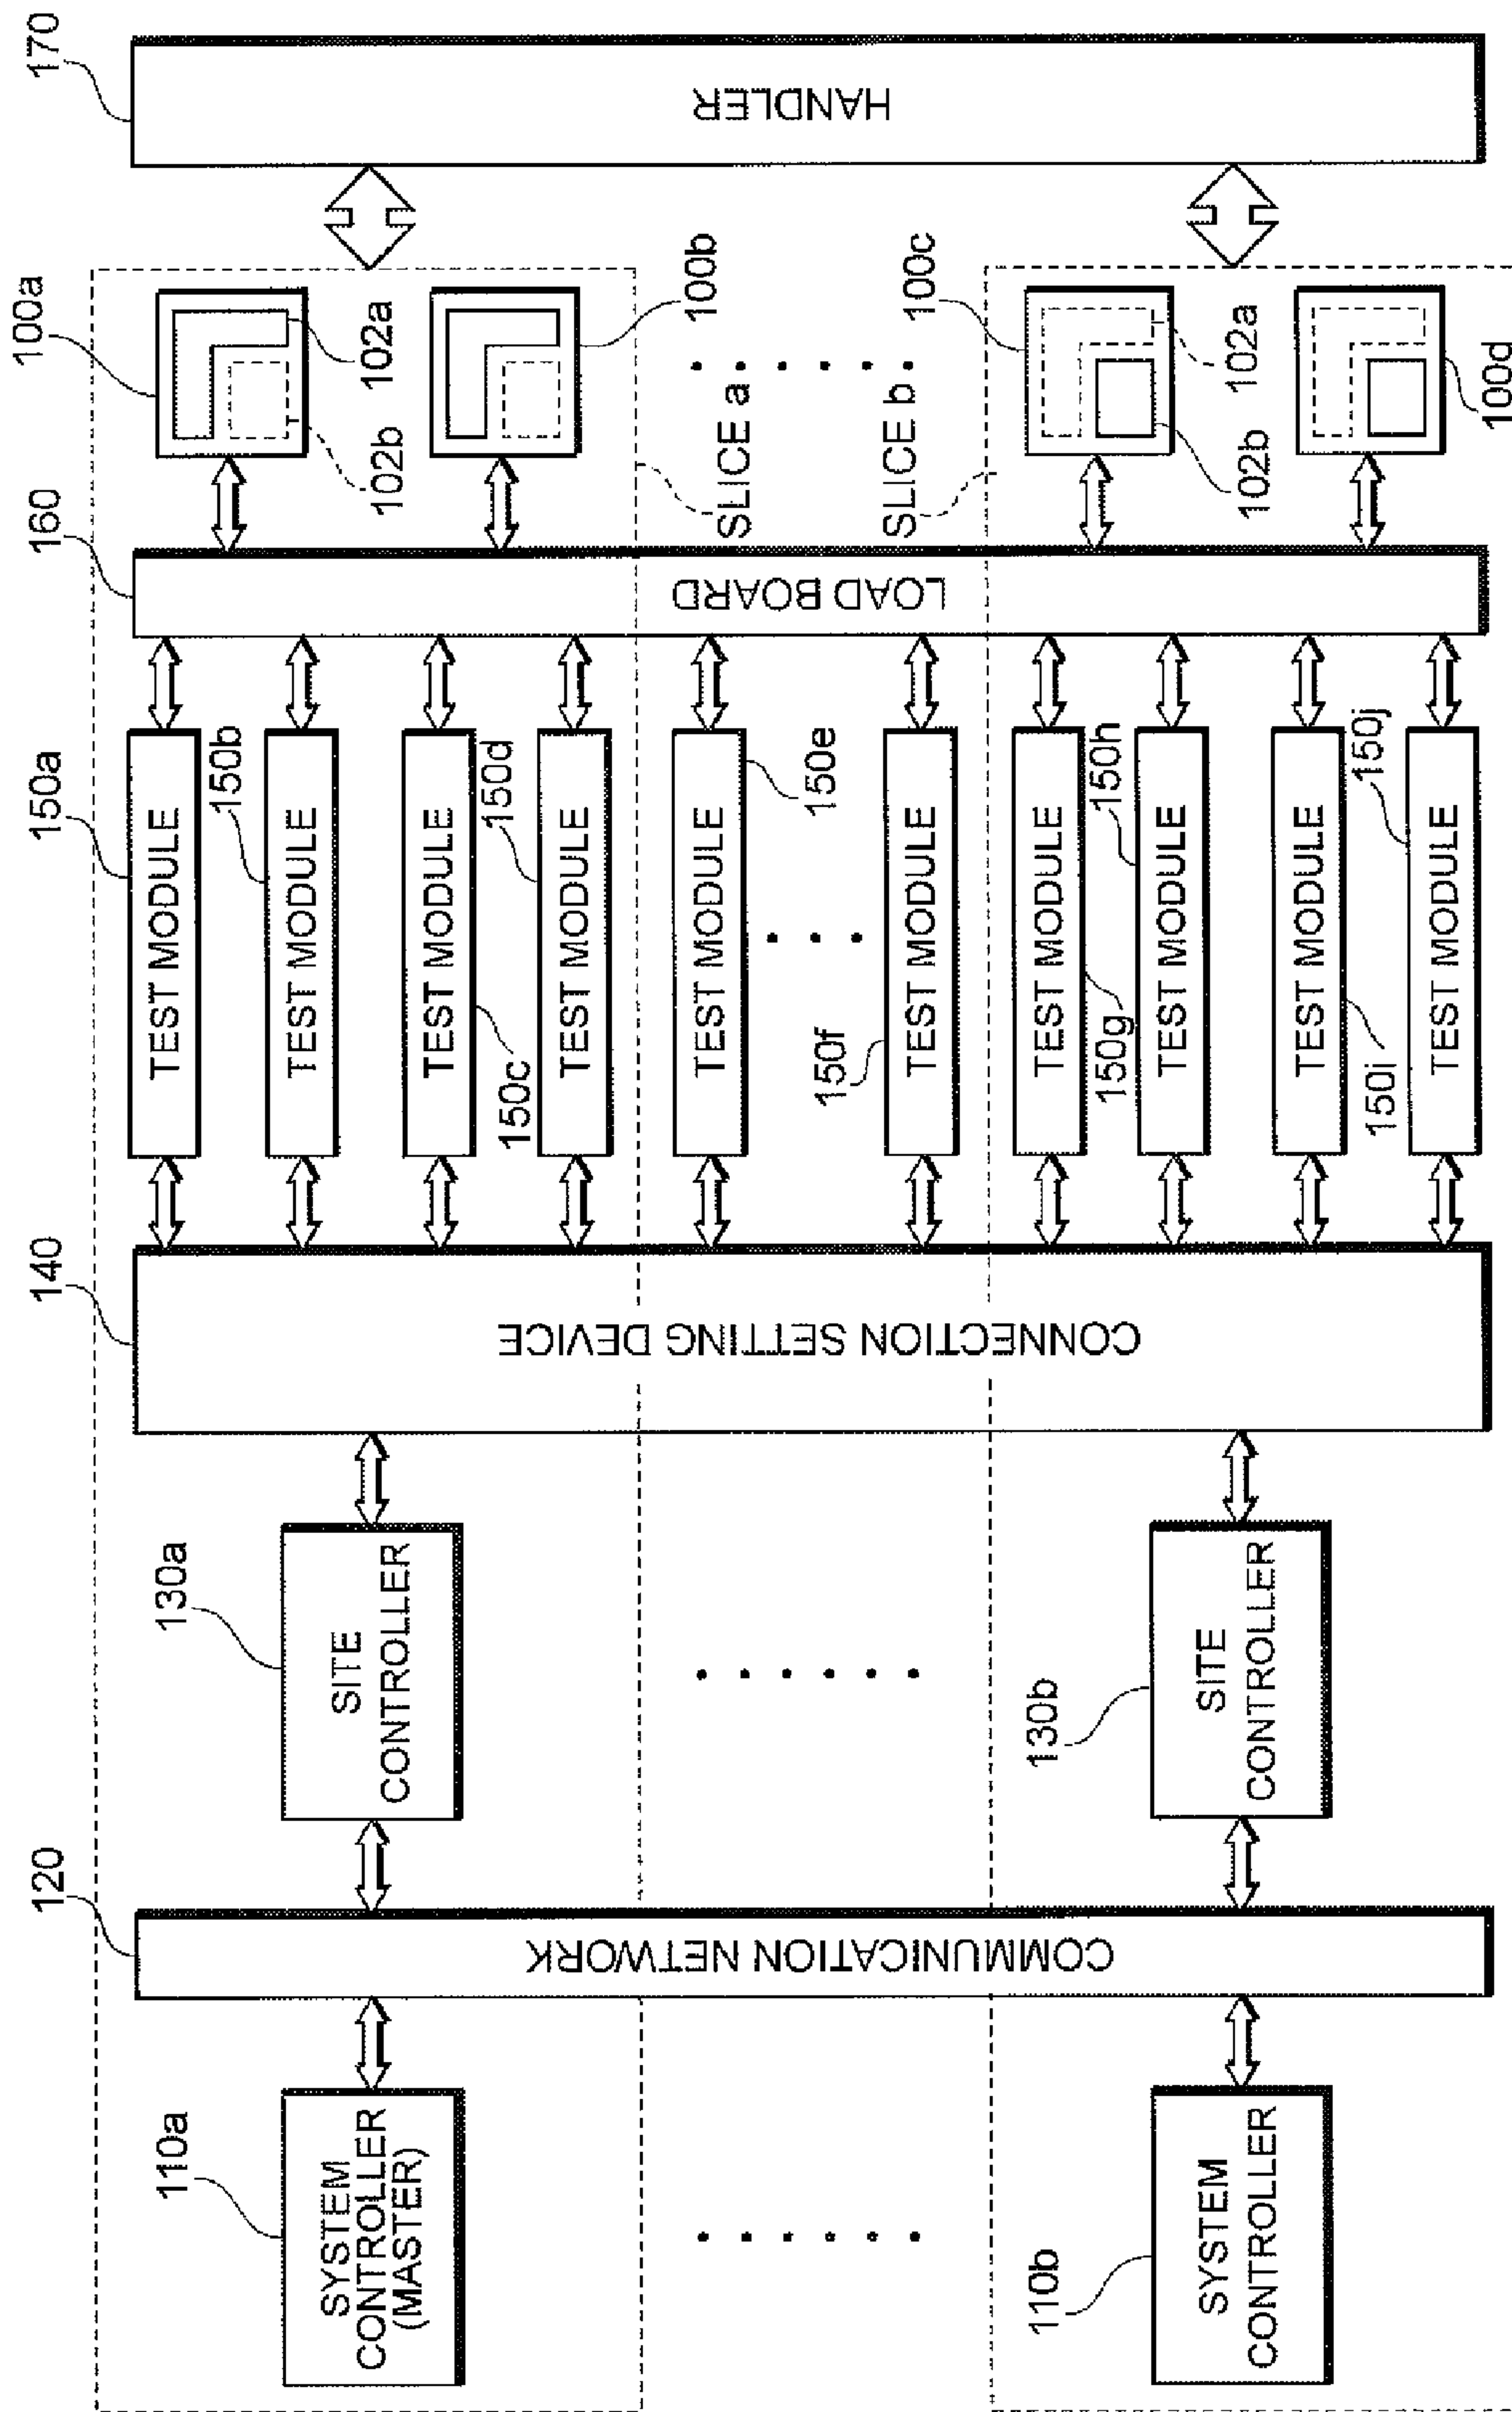 110a
SYSTEM
CONTROLLER
(MASTER)
110b
SYSTEM
CONTROLLER
120
COMMUNICATION NETWORK
130a
SITE
CONTROLLER
130b
SITE
CONTROLLER
140
CONNECTION SETTING DEVICE
150a
TEST MODULE
150b
TEST MODULE
TEST MODULE
150c
150d
TEST MODULE
TEST MODULE
150e
150f
TEST MODULE
TEST MODULE
150g
150h
TEST MODULE
TEST MODULE
150i
150j
TEST MODULE
160
LOAD BOARD
100a
102a
102b
100b
SLICE a
SLICE b
100c
102a
102b
100d
170
HANDLER